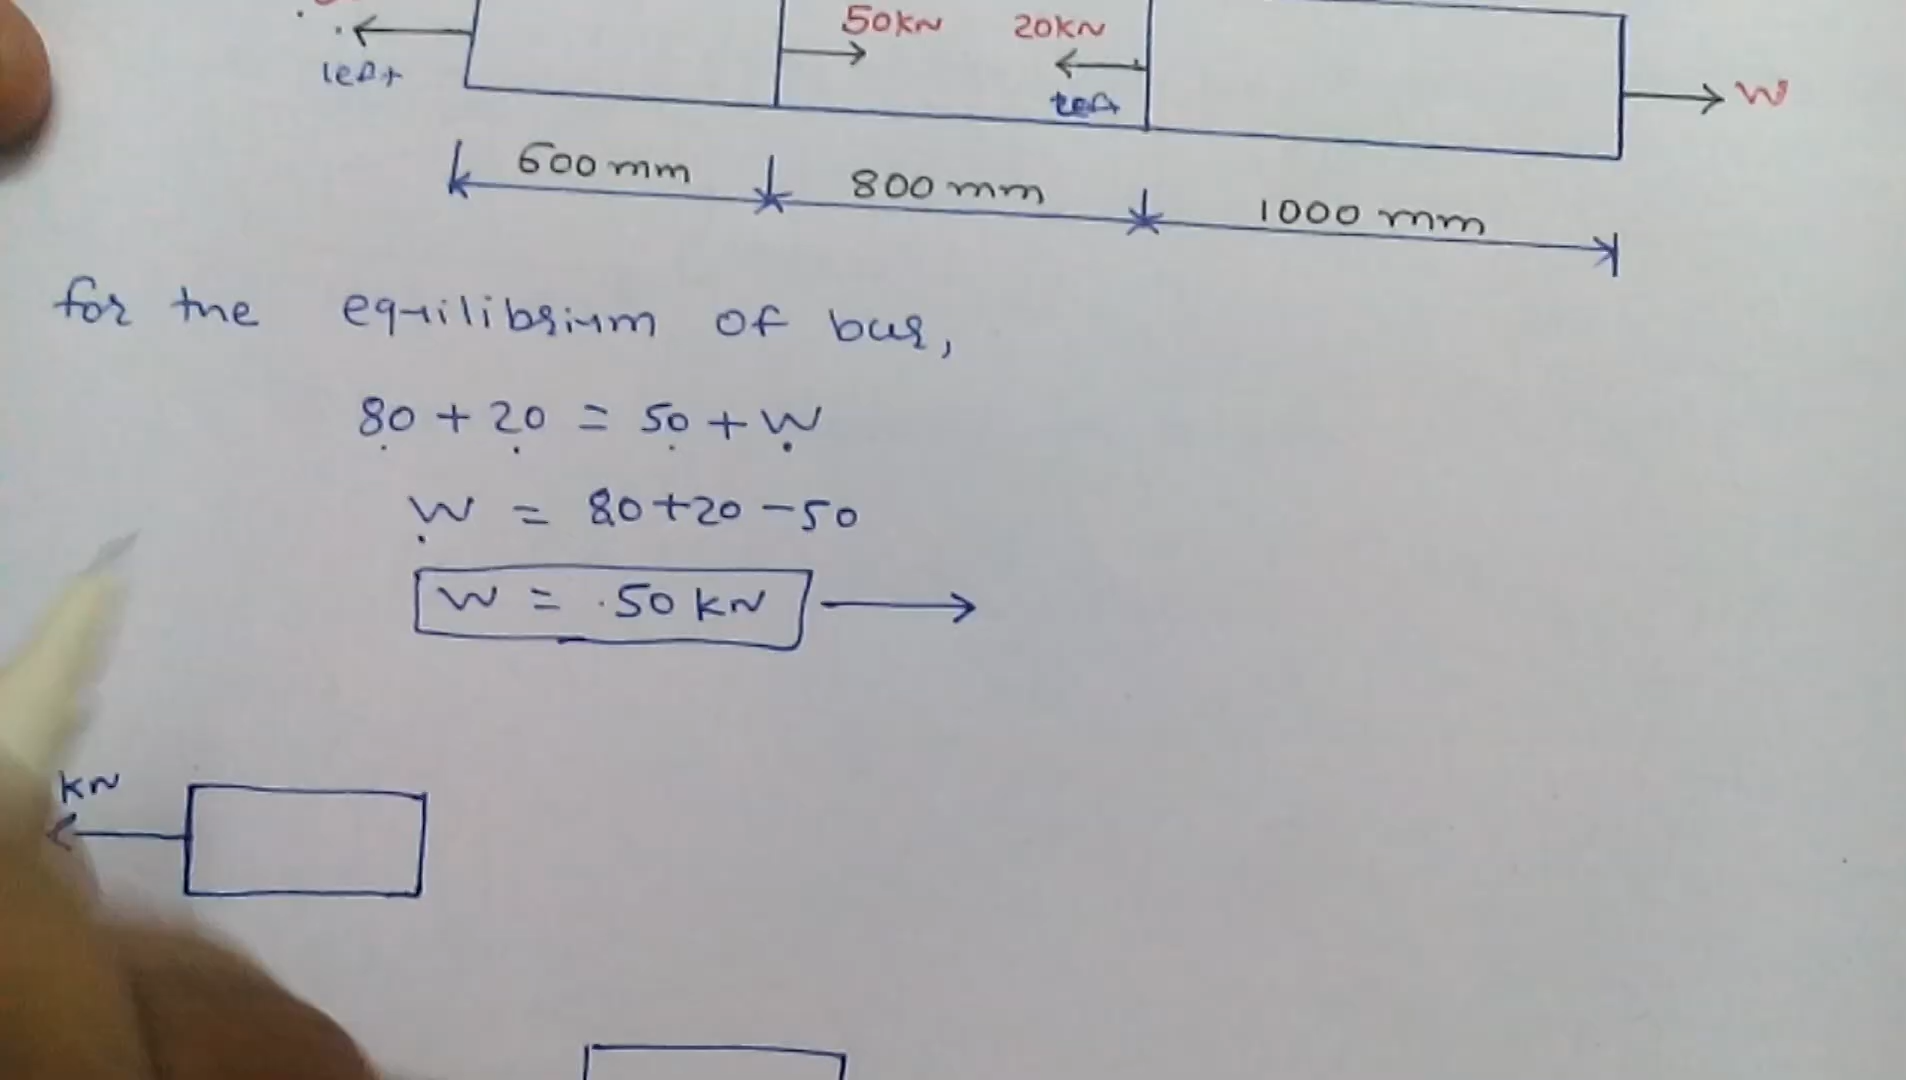 50KN 20KN
left
left
W
600 mm 800 mm 1000 mm
for the equilibrium of bar,
80 + 20 = 50 + W
W = 80+20-50
W = 50 KN
KN